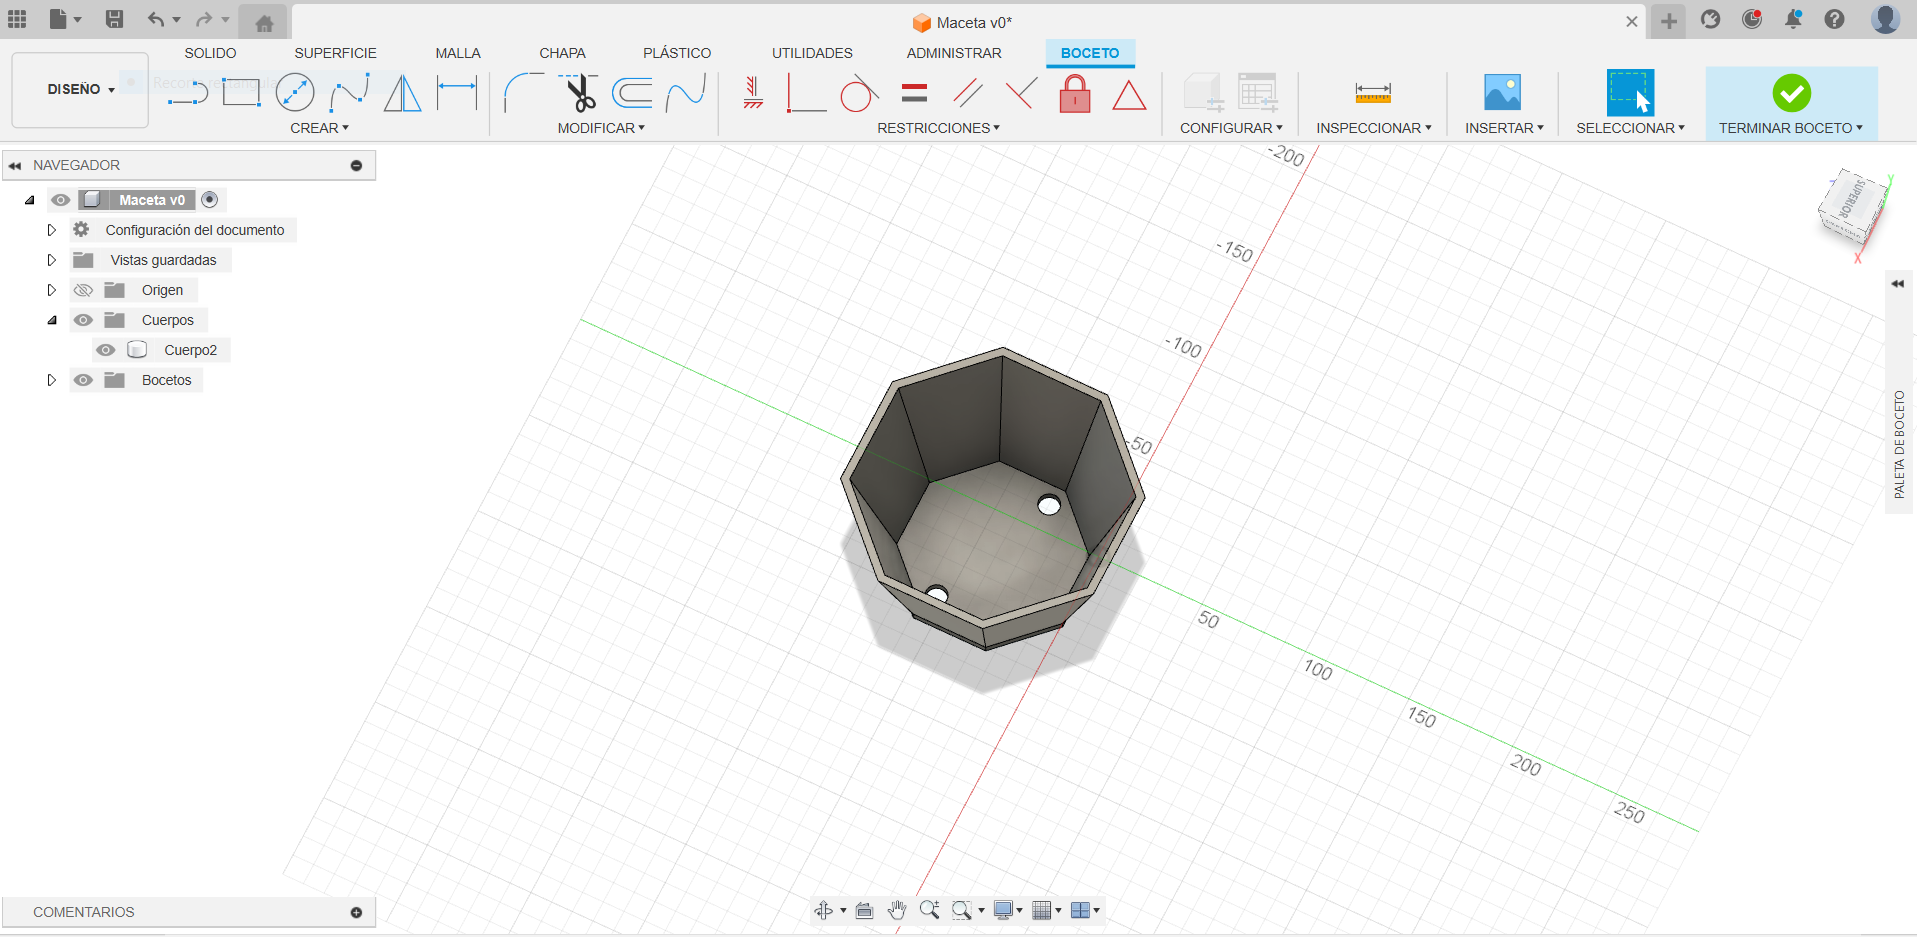 Maceta v0*
SOLIDO SUPERFICIE MALLA CHAPA PLÁSTICO UTILIDADES ADMINISTRAR BOCETO
DISEÑO
CREAR MODIFICAR RESTRICCIONES CONFIGURAR INSPECCIONAR INSERTAR SELECCIONAR TERMINAR BOCETO
NAVEGADOR
Maceta v0
Configuración del documento
Vistas guardadas
Origen
Cuerpos
Cuerpo2
Bocetos
-200
-150
-100
-50
50
100
150
200
250
SUPERIOR
Y
X
PALETA DE BOCETO
COMENTARIOS